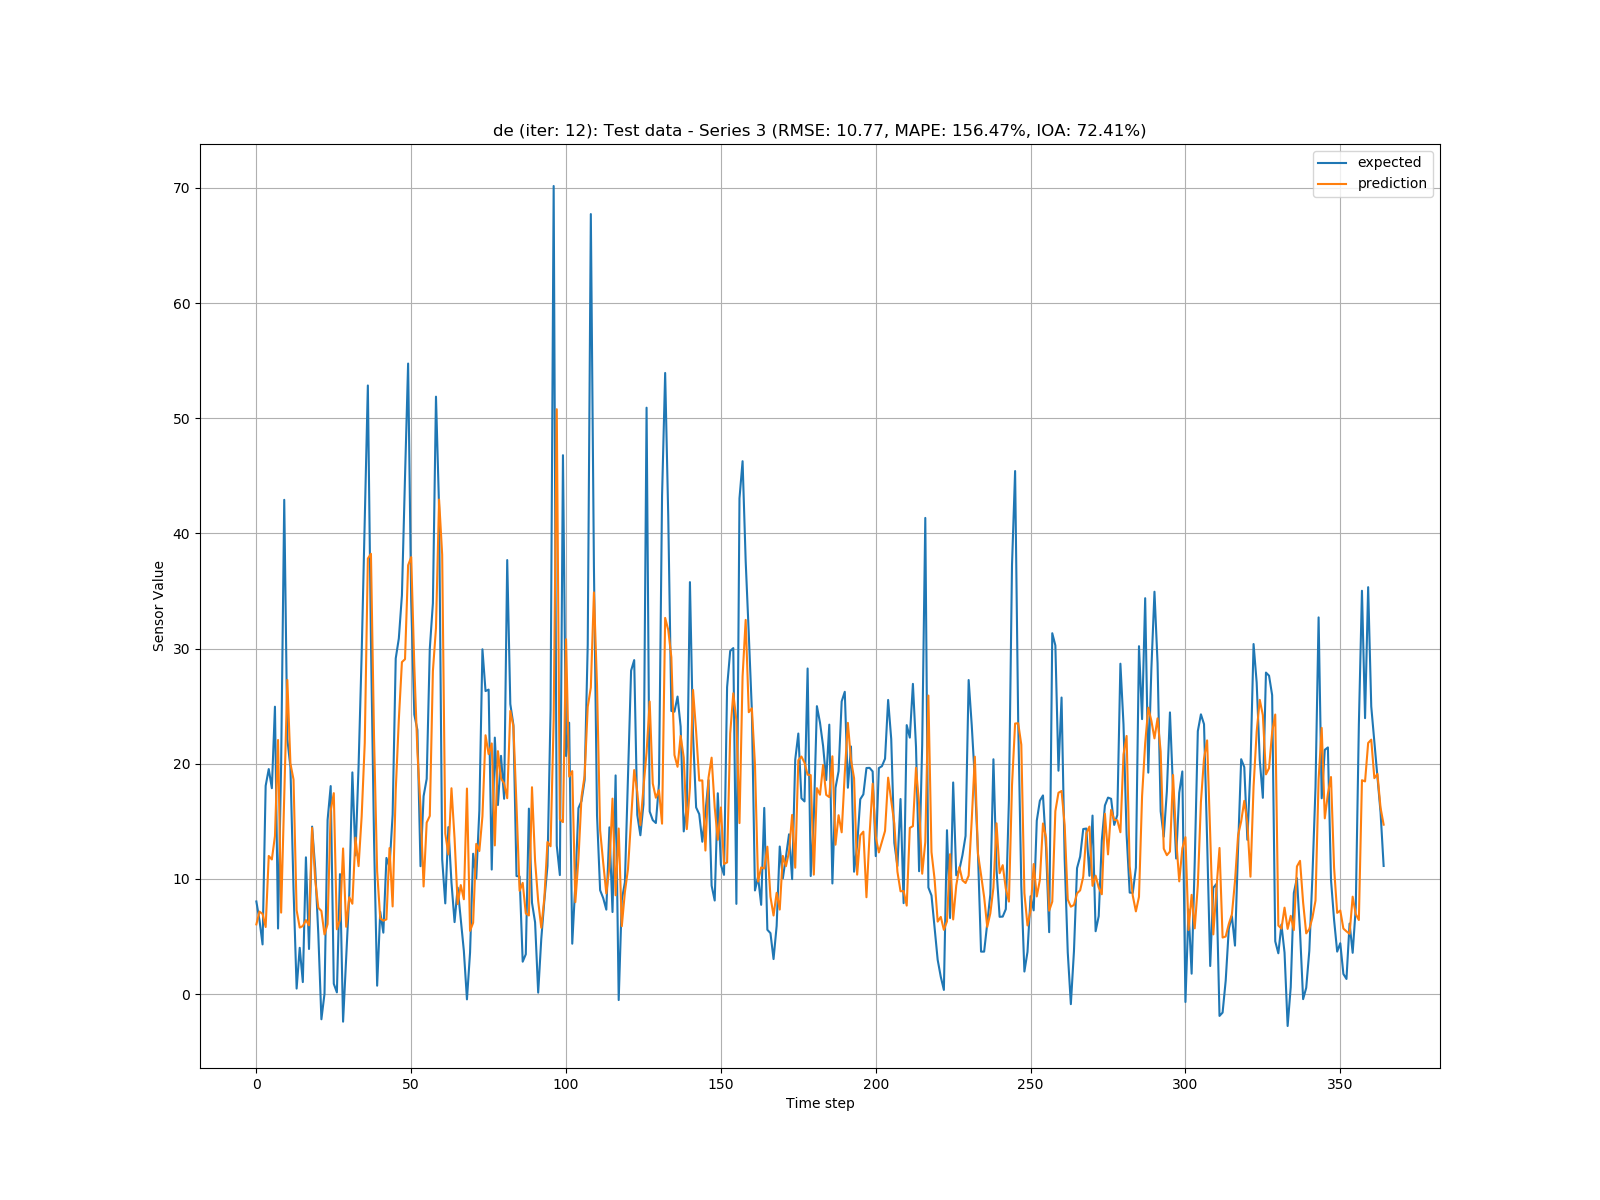 de (iter: 12): Test data - Series 3 (RMSE: 10.77, MAPE: 156.47%, IOA: 72.41%)
expected
prediction
70
60
50
40
30
20
10
0
Sensor Value
0 50 100 150 200 250 300 350
Time step